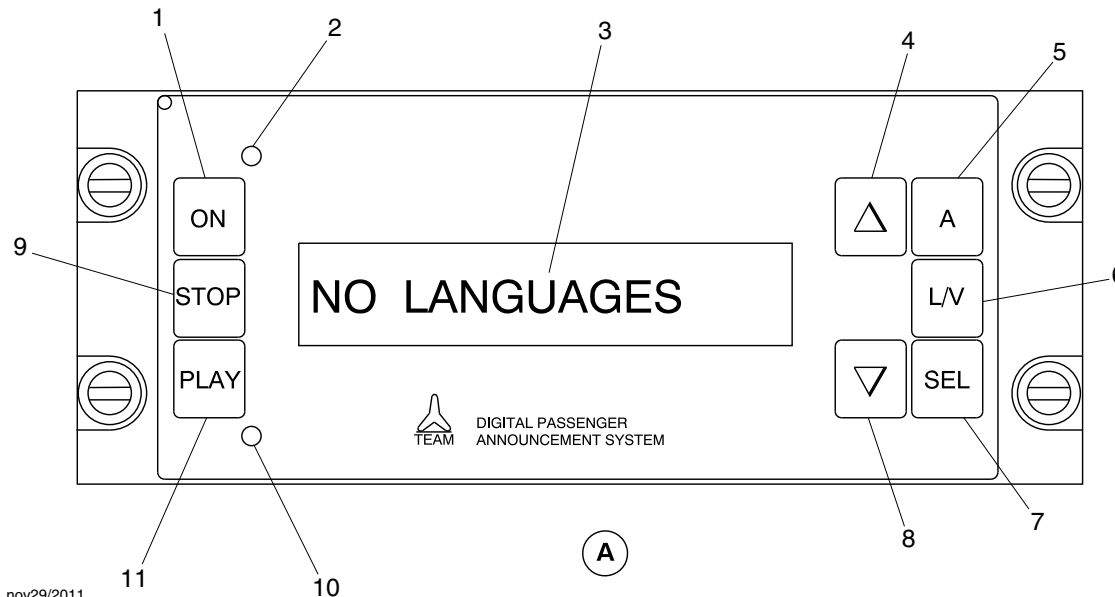 1 2 3 4 5
ON
A
9
STOP
NO LANGUAGES
L/V
6
PLAY
SEL
TEAM
DIGITAL PASSENGER
ANNOUNCEMENT SYSTEM
11 10 8 7
A
nov29/2011